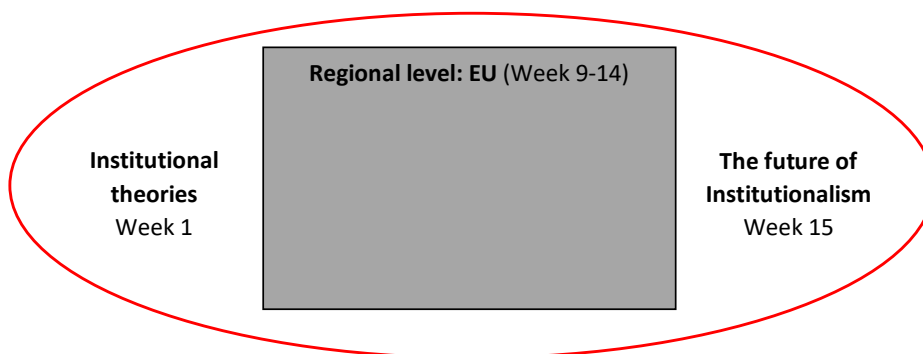 Regional level: EU (Week 9-14)
Institutional
theories
Week 1
The future of
Institutionalism
Week 15